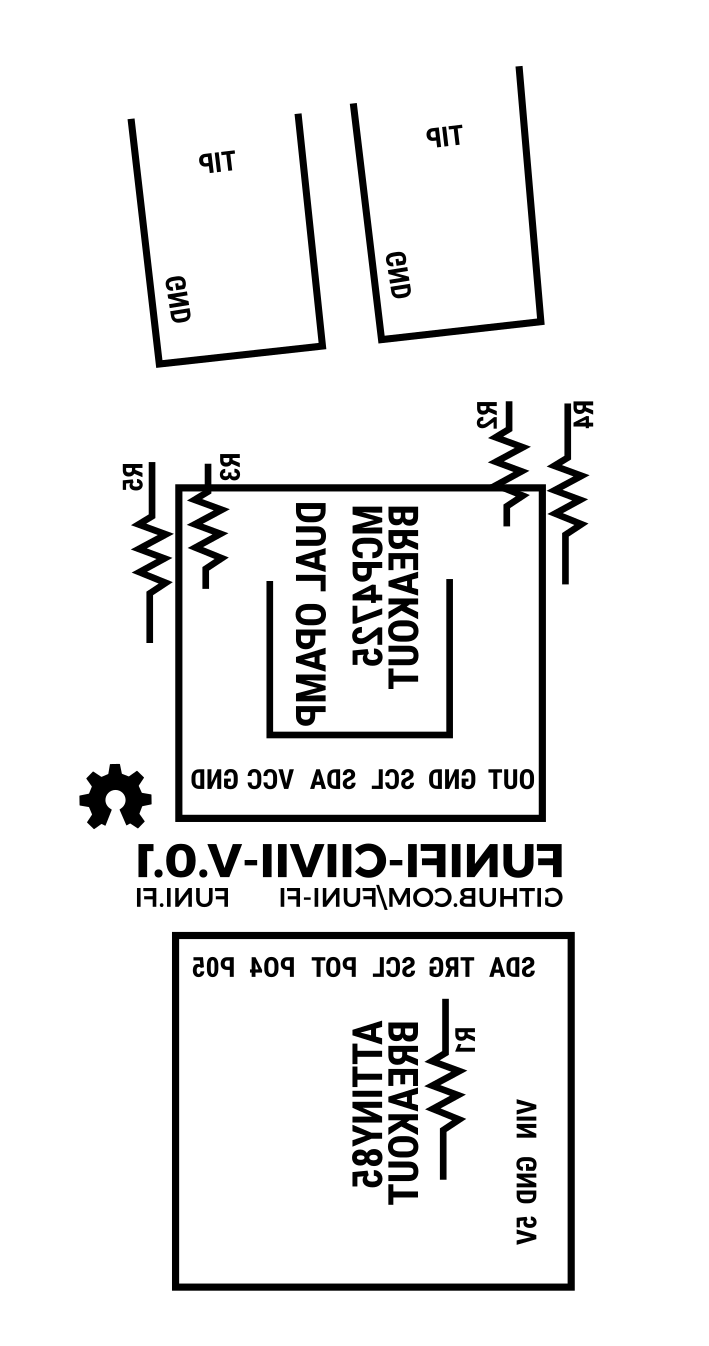 TIP
GND
TIP
GND
R4
R2
R3
R5
MCP4725
BREAKOUT
DUAL OPAMP
OUT GND SCL SDA VCC GND
FUNIFI-CIIVII-V.0.1
GITHUB.COM/FUNI-FI FUNI.FI
SDA TRG SCL POT PO4 P05
R1
ATTINY85
BREAKOUT
VIN GND 5V